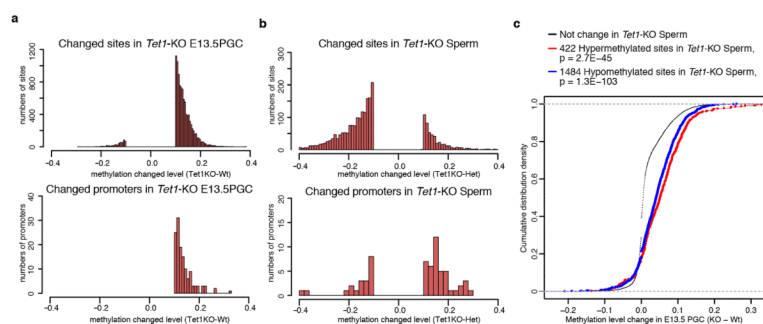 a
Changed sites in Tet1-KO E13.5PGC
numbers of sites
0 400 800 1200
−0.4 −0.2 0.0 0.2 0.4
methylation changed level (Tet1KO-Wt)
Changed promoters in Tet1-KO E13.5PGC
numbers of promoters
0 10 20 30 40
−0.4 −0.2 0.0 0.2 0.4
methylation changed level (Tet1KO-Wt)
b
Changed sites in Tet1-KO Sperm
numbers of sites
0 50 100 200 300
−0.4 −0.2 0.0 0.2 0.4
methylation changed level (Tet1KO-Het)
Changed promoters in Tet1-KO Sperm
numbers of promoters
0 5 10 15 20
−0.4 −0.2 0.0 0.2 0.4
methylation changed level (Tet1KO-Het)
c
Not change in Tet1-KO Sperm
422 Hypermethylated sites in Tet1-KO Sperm,
p = 2.7E−45
1484 Hypomethylated sites in Tet1-KO Sperm,
p = 1.3E−103
Cumulative distribution density
0.0 0.2 0.4 0.6 0.8 1.0
−0.2 −0.1 0.0 0.1 0.2 0.3
Methylation level change in E13.5 PGC (KO − Wt)